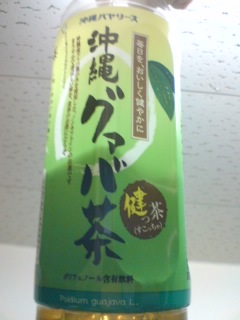 沖縄バヤリース
毎日を、おいしく健やかに
沖縄
グァバ茶
健っ茶
(すこっちゃ)
ポリフェノール含有飲料
Psidium guajava L.